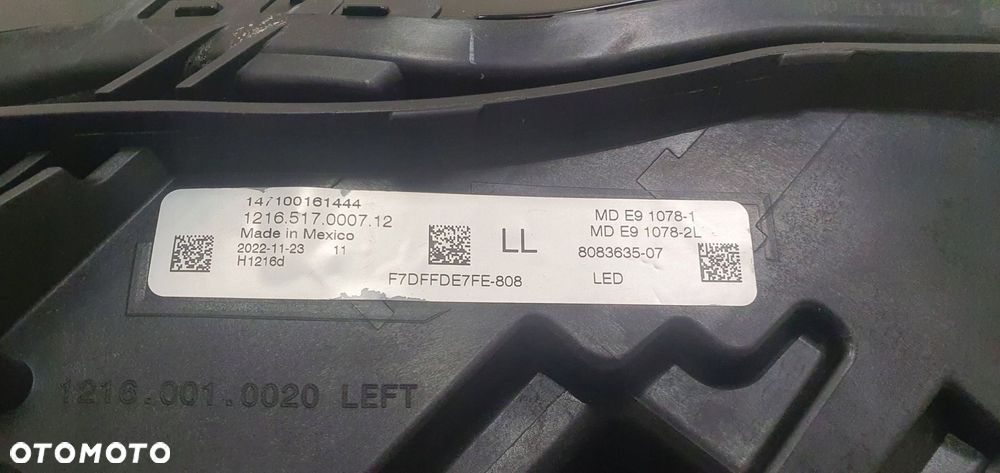 147100161444
1216.517.0007.12
Made in Mexico
2022-11-23 11
H1216d
F7DFFDE7FE-808
LL
MD E9 1078-1
MD E9 1078-2L
8083635-07
LED
1216.001.0020 LEFT
OTOMOTO